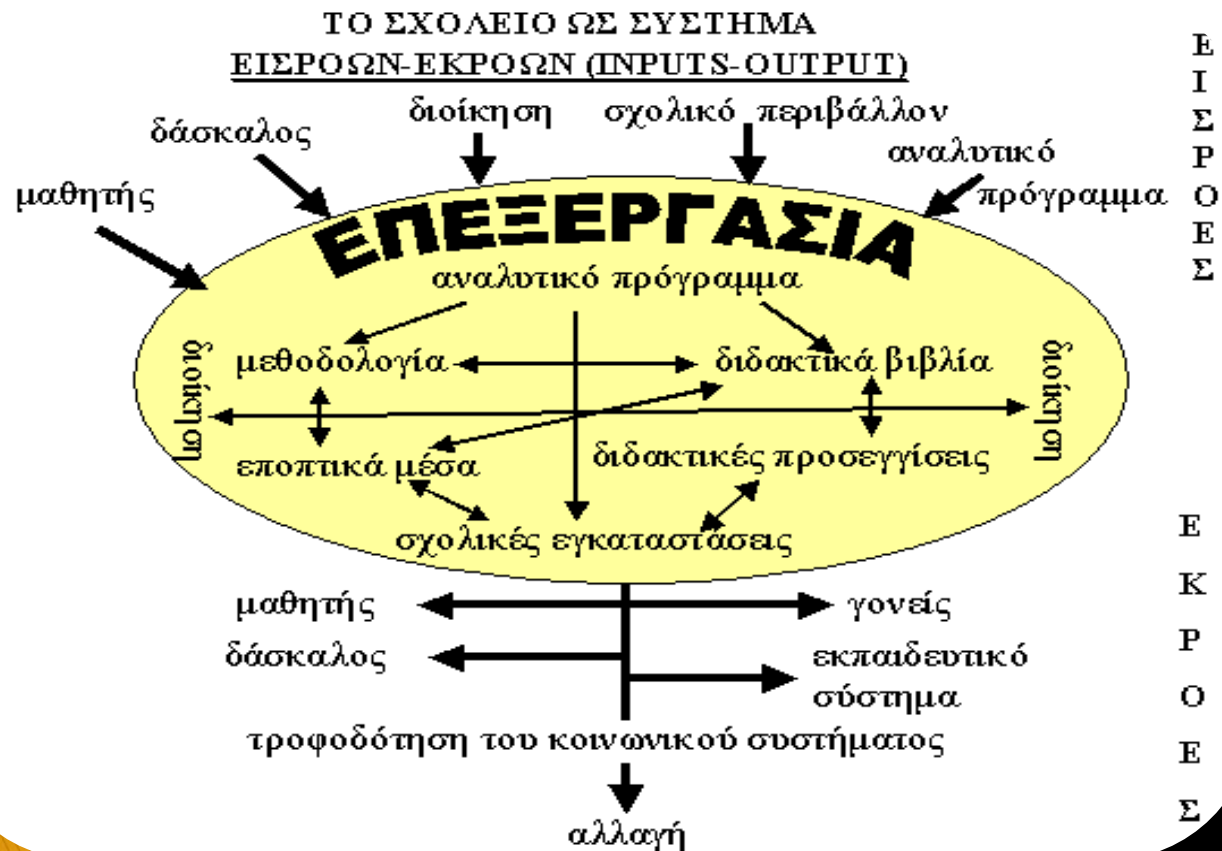 ΤΟ ΣΧΟΛΕΙΟ ΩΣ ΣΥΣΤΗΜΑ
ΕΙΣΡΟΩΝ-ΕΚΡΟΩΝ (INPUTS-OUTPUT)
διοίκηση σχολικό περιβάλλον
δάσκαλος
αναλυτικό
πρόγραμμα
μαθητής
ΕΙΣΡΟΕΣ
ΕΠΕΞΕΡΓΑΣΙΑ
αναλυτικό πρόγραμμα
μεθοδολογία διδακτικά βιβλία
διοίκηση
διοίκηση
εποπτικά μέσα διδακτικές προσεγγίσεις
σχολικές εγκαταστάσεις
μαθητής γονείς
δάσκαλος εκπαιδευτικό
σύστημα
τροφοδότηση του κοινωνικού συστήματος
αλλαγή
ΕΚΡΟΕΣ